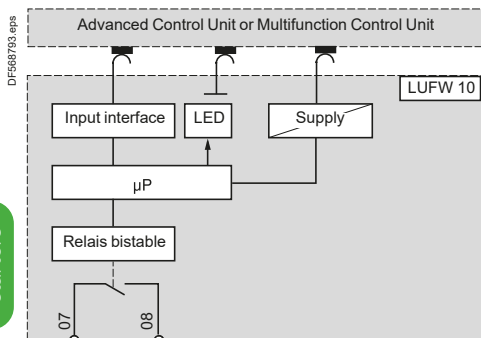 DF568793.eps
Advanced Control Unit or Multifunction Control Unit
LUFW 10
Input interface
LED
Supply
µP
Relais bistable
07
08